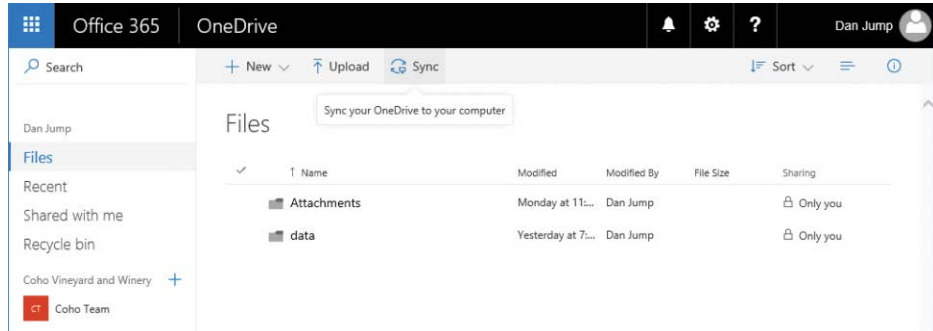 Office 365 OneDrive ? Dan Jump
Search
New Upload Sync Sort
Sync your OneDrive to your computer
Files
Dan Jump
Files
Recent
Shared with me
Recycle bin
Coho Vineyard and Winery
CT Coho Team
Name Modified Modified By File Size Sharing
Attachments Monday at 11:... Dan Jump Only you
data Yesterday at 7:... Dan Jump Only you